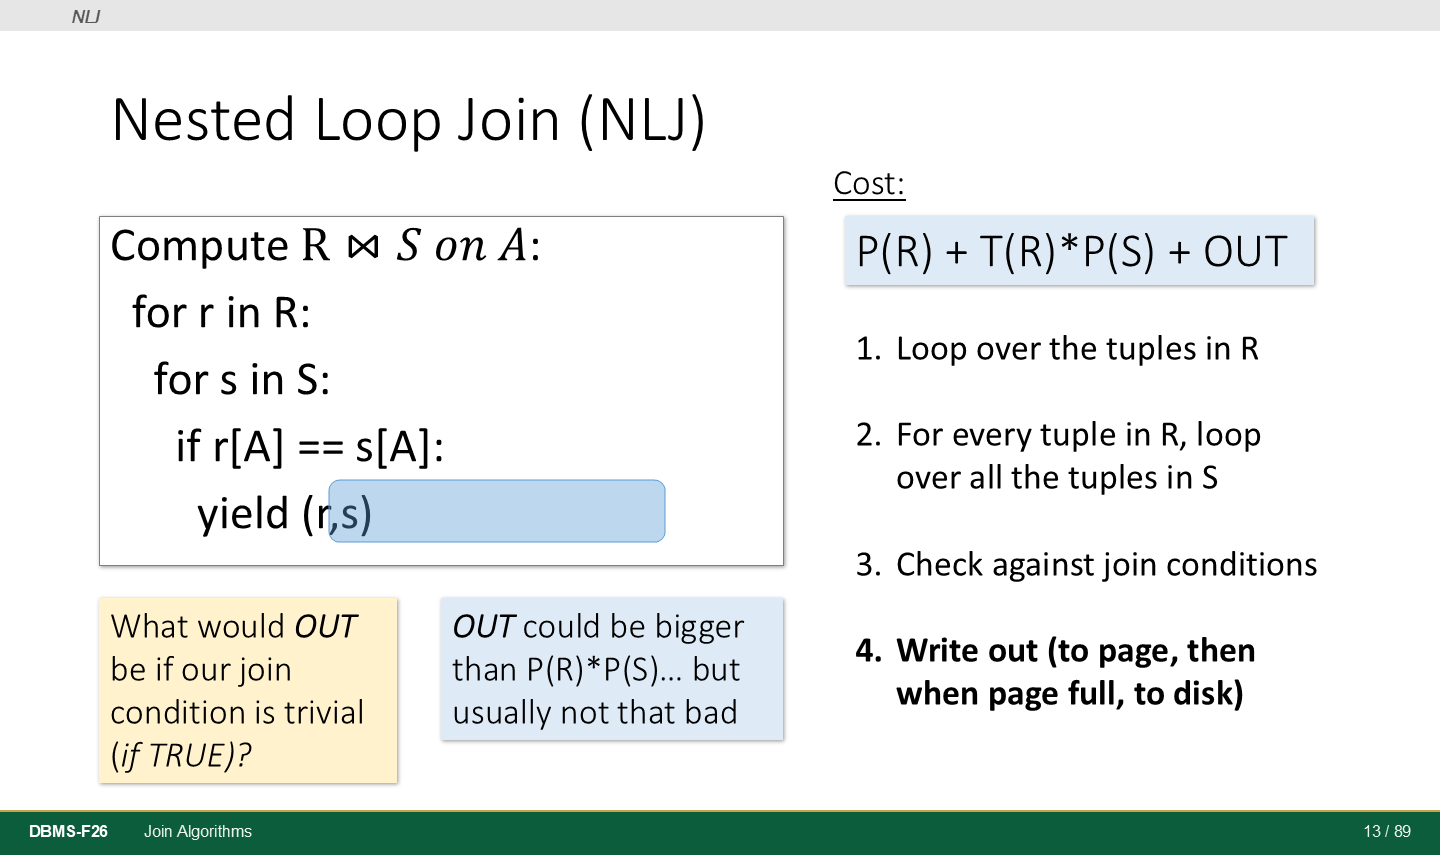 NLJ
Nested Loop Join (NLJ)
Compute R ⋈ S on A:
for r in R:
for s in S:
if r[A] == s[A]:
yield (r,s)
What would OUT
be if our join
condition is trivial
(if TRUE)?
OUT could be bigger
than P(R)*P(S)... but
usually not that bad
Cost:
P(R) + T(R)*P(S) + OUT
1. Loop over the tuples in R
2. For every tuple in R, loop
over all the tuples in S
3. Check against join conditions
4. Write out (to page, then
when page full, to disk)
DBMS-F26 Join Algorithms 13 / 89